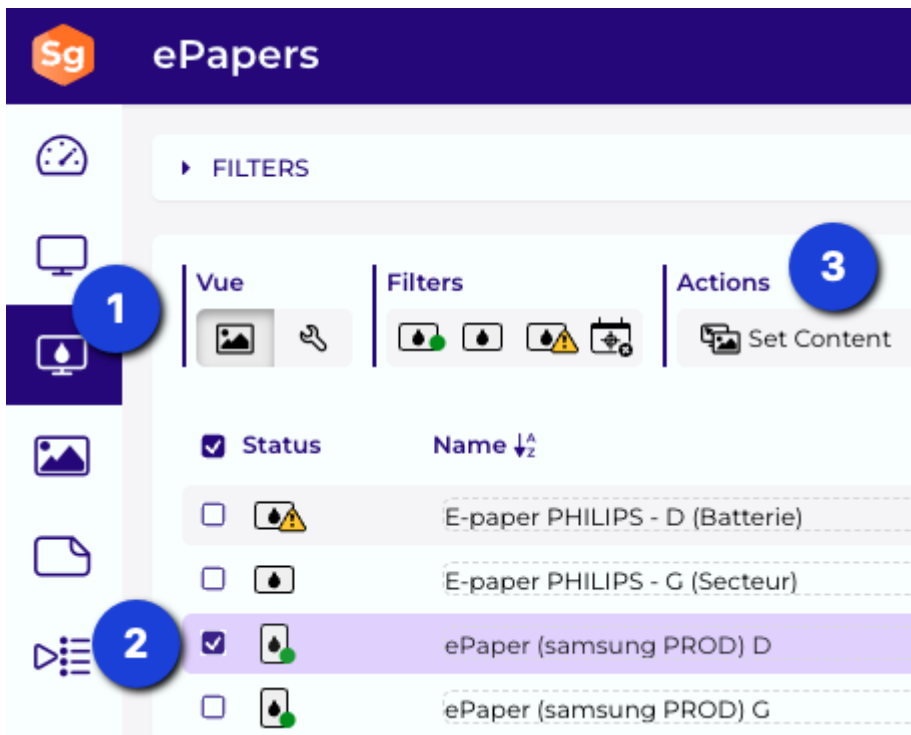 Sg ePapers
FILTERS
1
3
Vue Filters Actions
Set Content
Status Name A Z
E-paper PHILIPS - D (Batterie)
E-paper PHILIPS - G (Secteur)
2
ePaper (samsung PROD) D
ePaper (samsung PROD) G